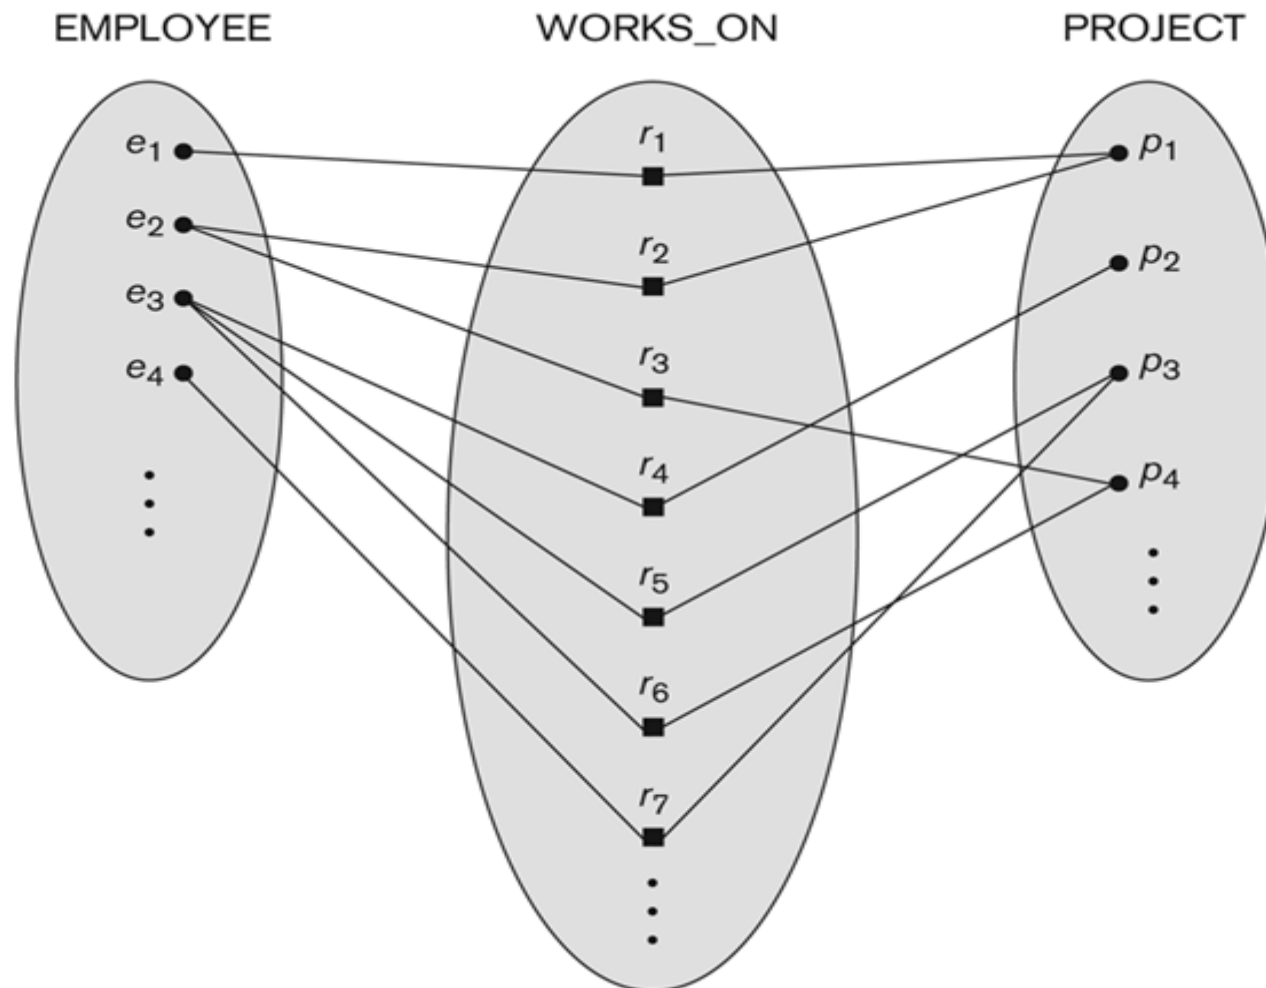 EMPLOYEE WORKS_ON PROJECT
e1 r1 p1
e2 r2 p2
e3 r3 p3
e4 r4 p4
r5
r6
r7